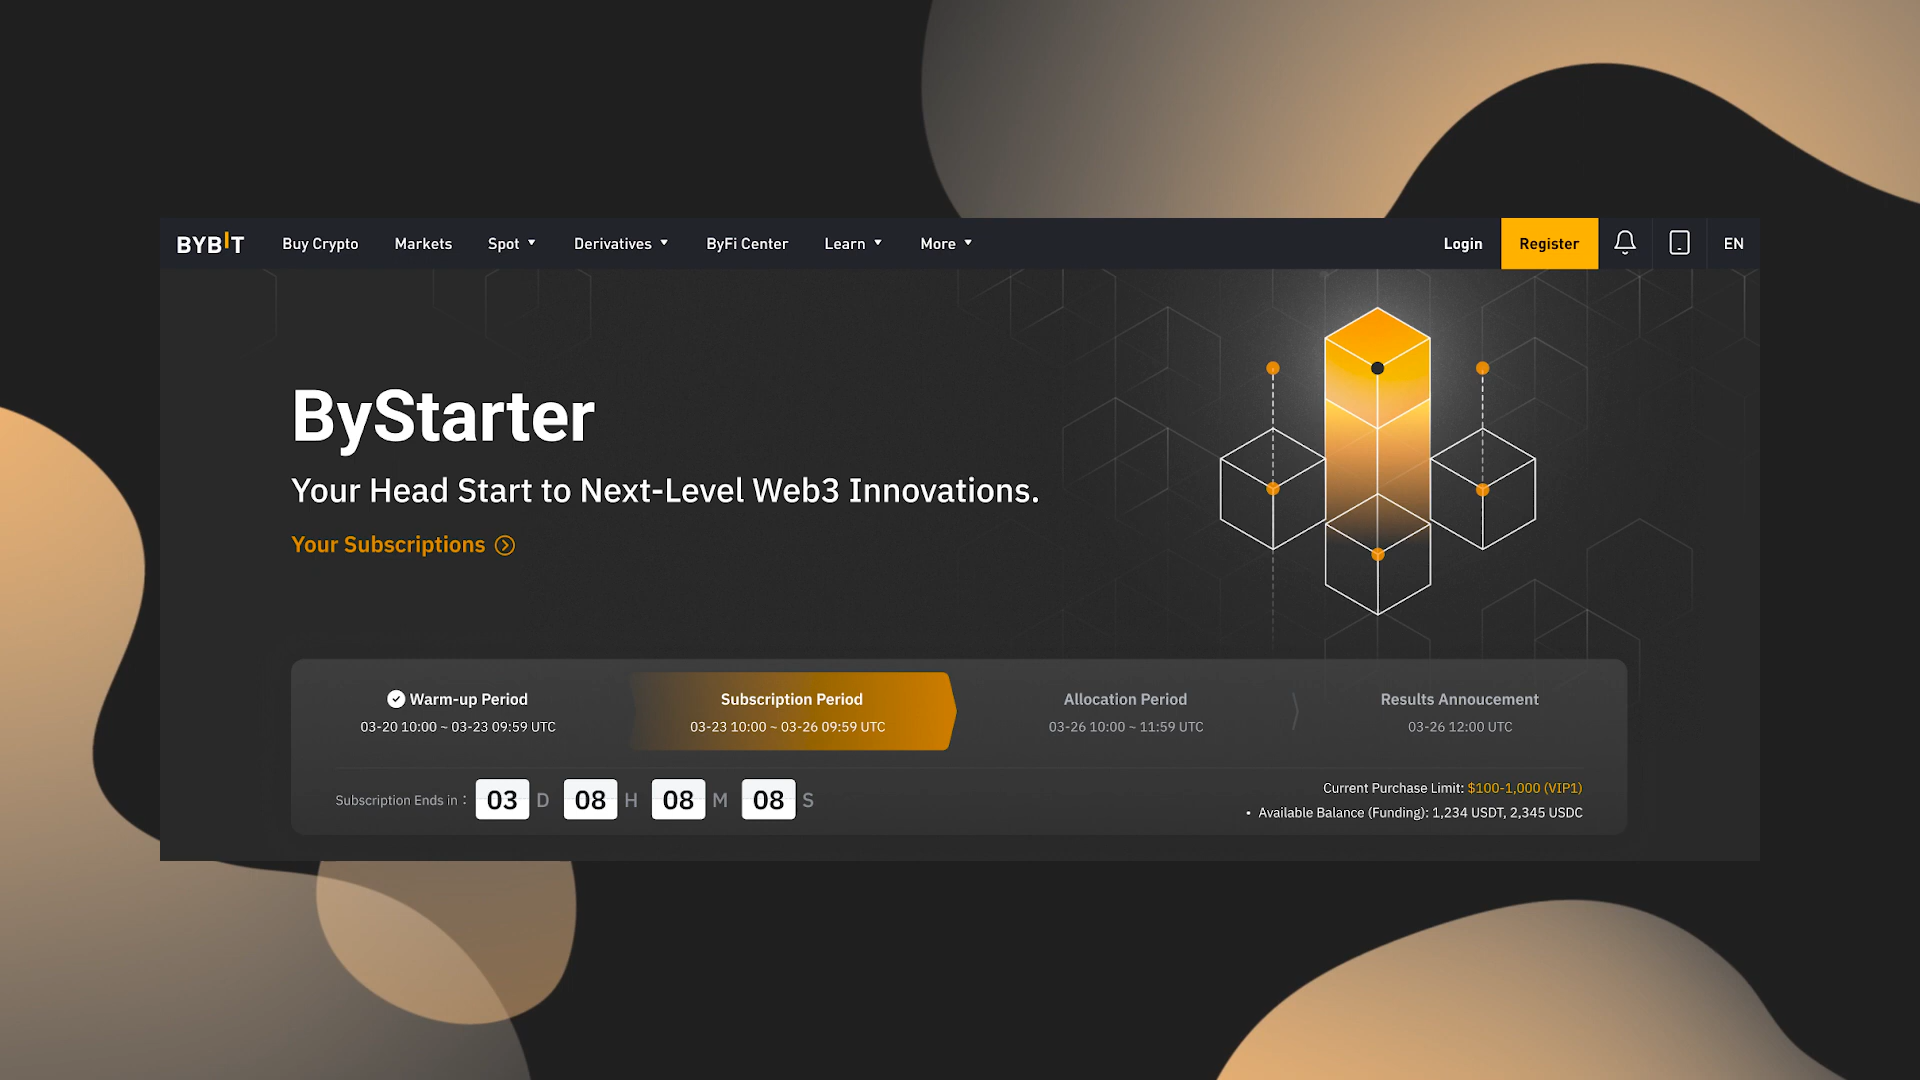 BYBIT Buy Crypto Markets Spot Derivatives ByFi Center Learn More Login Register EN
ByStarter
Your Head Start to Next-Level Web3 Innovations.
Your Subscriptions
Warm-up Period
03-20 10:00 ~ 03-23 09:59 UTC
Subscription Period
03-23 10:00 ~ 03-26 09:59 UTC
Allocation Period
03-26 10:00 ~ 11:59 UTC
Results Annoucement
03-26 12:00 UTC
Subscription Ends in : 03 D 08 H 08 M 08 S
Current Purchase Limit: $100-1,000 (VIP1)
• Available Balance (Funding): 1,234 USDT, 2,345 USDC